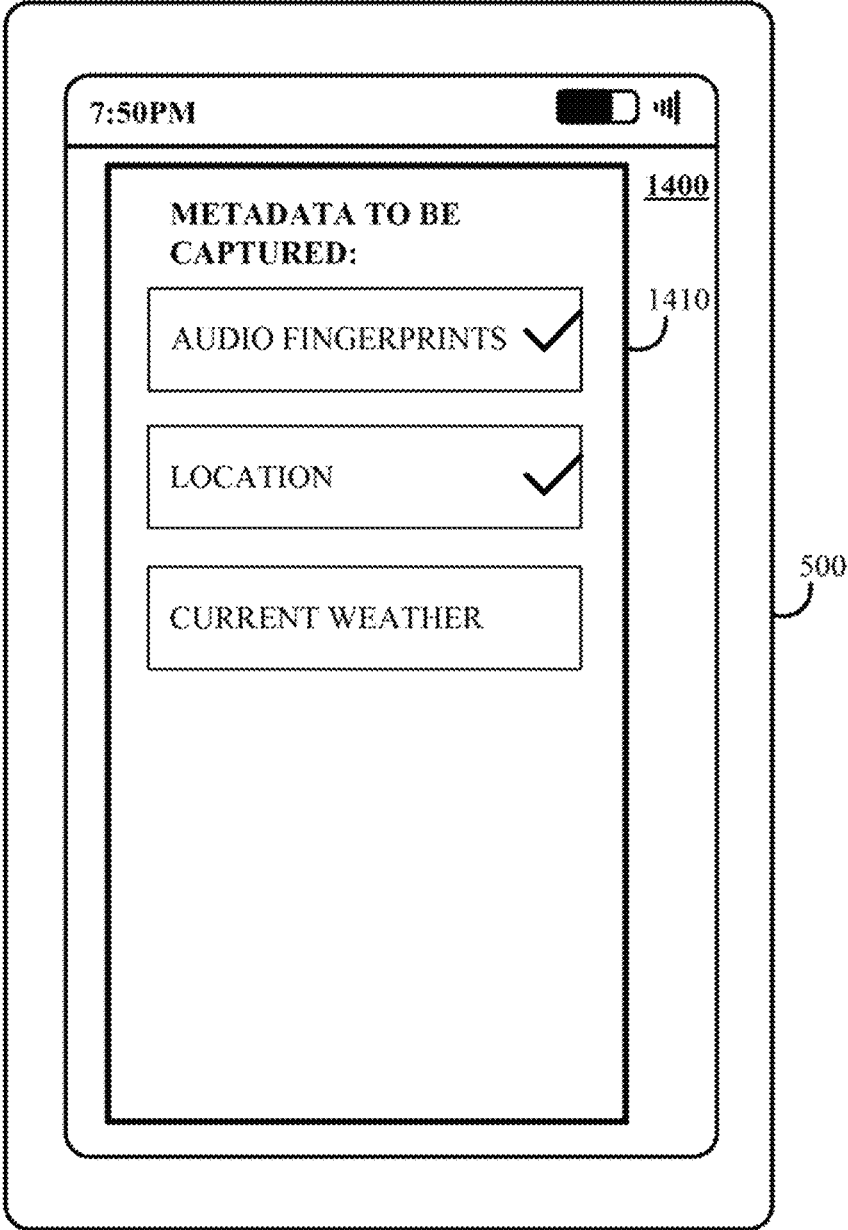 7:50PM
1400
METADATA TO BE
CAPTURED:
1410
AUDIO FINGERPRINTS
LOCATION
500
CURRENT WEATHER